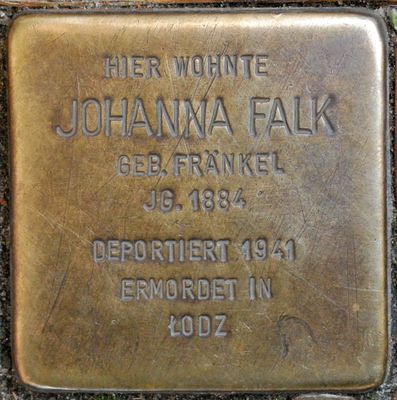 HIER WOHNTE
JOHANNA FALK
GEB. FRÄNKEL
JG. 1884
DEPORTIERT 1941
ERMORDET IN
ŁODZ